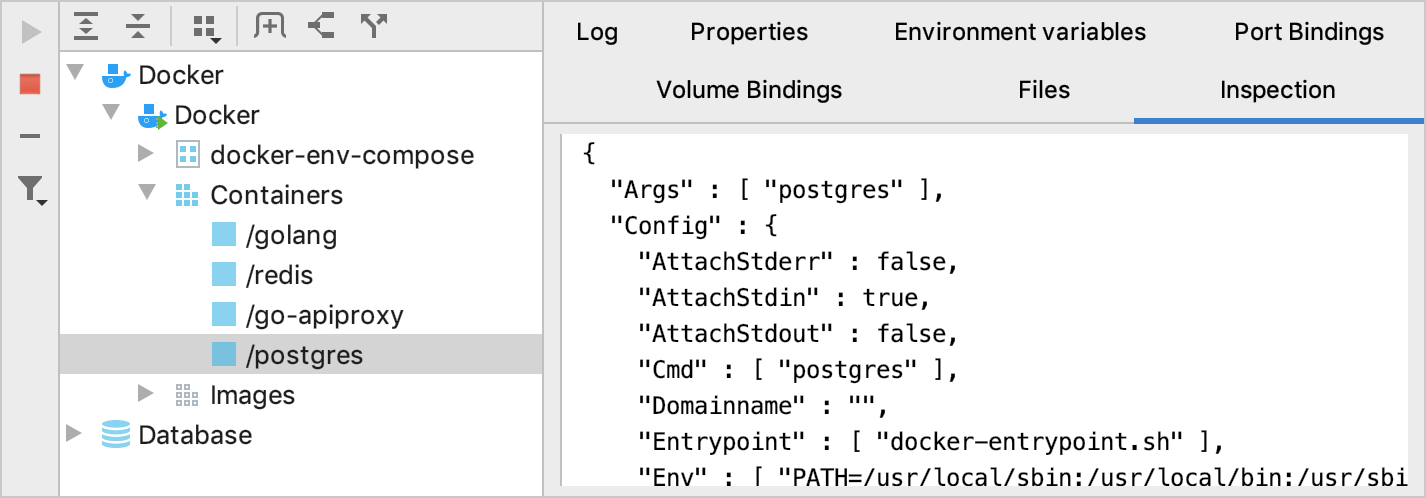 Docker
Docker
docker-env-compose
Containers
/golang
/redis
/go-apiproxy
/postgres
Images
Database
Log Properties Environment variables Port Bindings
Volume Bindings Files Inspection
{
"Args" : [ "postgres" ],
"Config" : {
"AttachStderr" : false,
"AttachStdin" : true,
"AttachStdout" : false,
"Cmd" : [ "postgres" ],
"Domainname" : "",
"Entrypoint" : [ "docker-entrypoint.sh" ],
"Env" : [ "PATH=/usr/local/sbin:/usr/local/bin:/usr/sbi